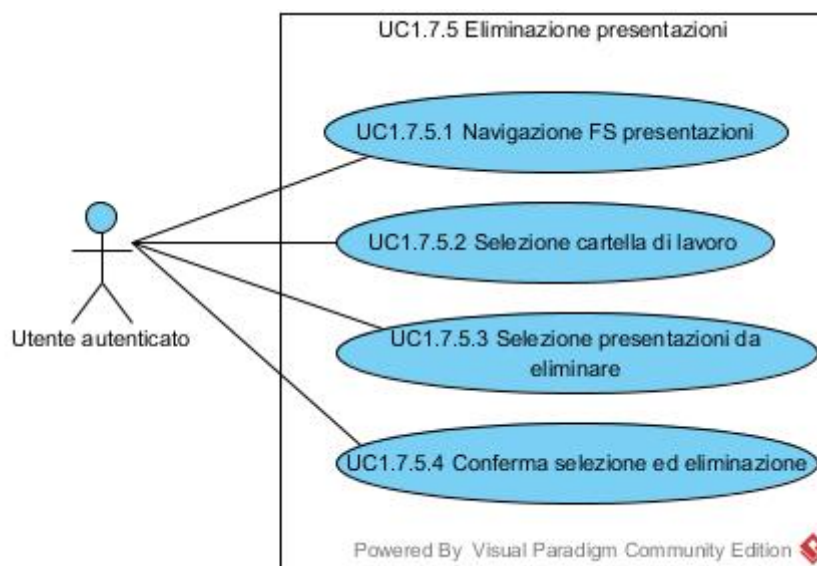 UC1.7.5 Eliminazione presentazioni
UC1.7.5.1 Navigazione FS presentazioni
UC1.7.5.2 Selezione cartella di lavoro
Utente autenticato
UC1.7.5.3 Selezione presentazioni da
eliminare
UC1.7.5.4 Conferma selezione ed eliminazione
Powered By Visual Paradigm Community Edition